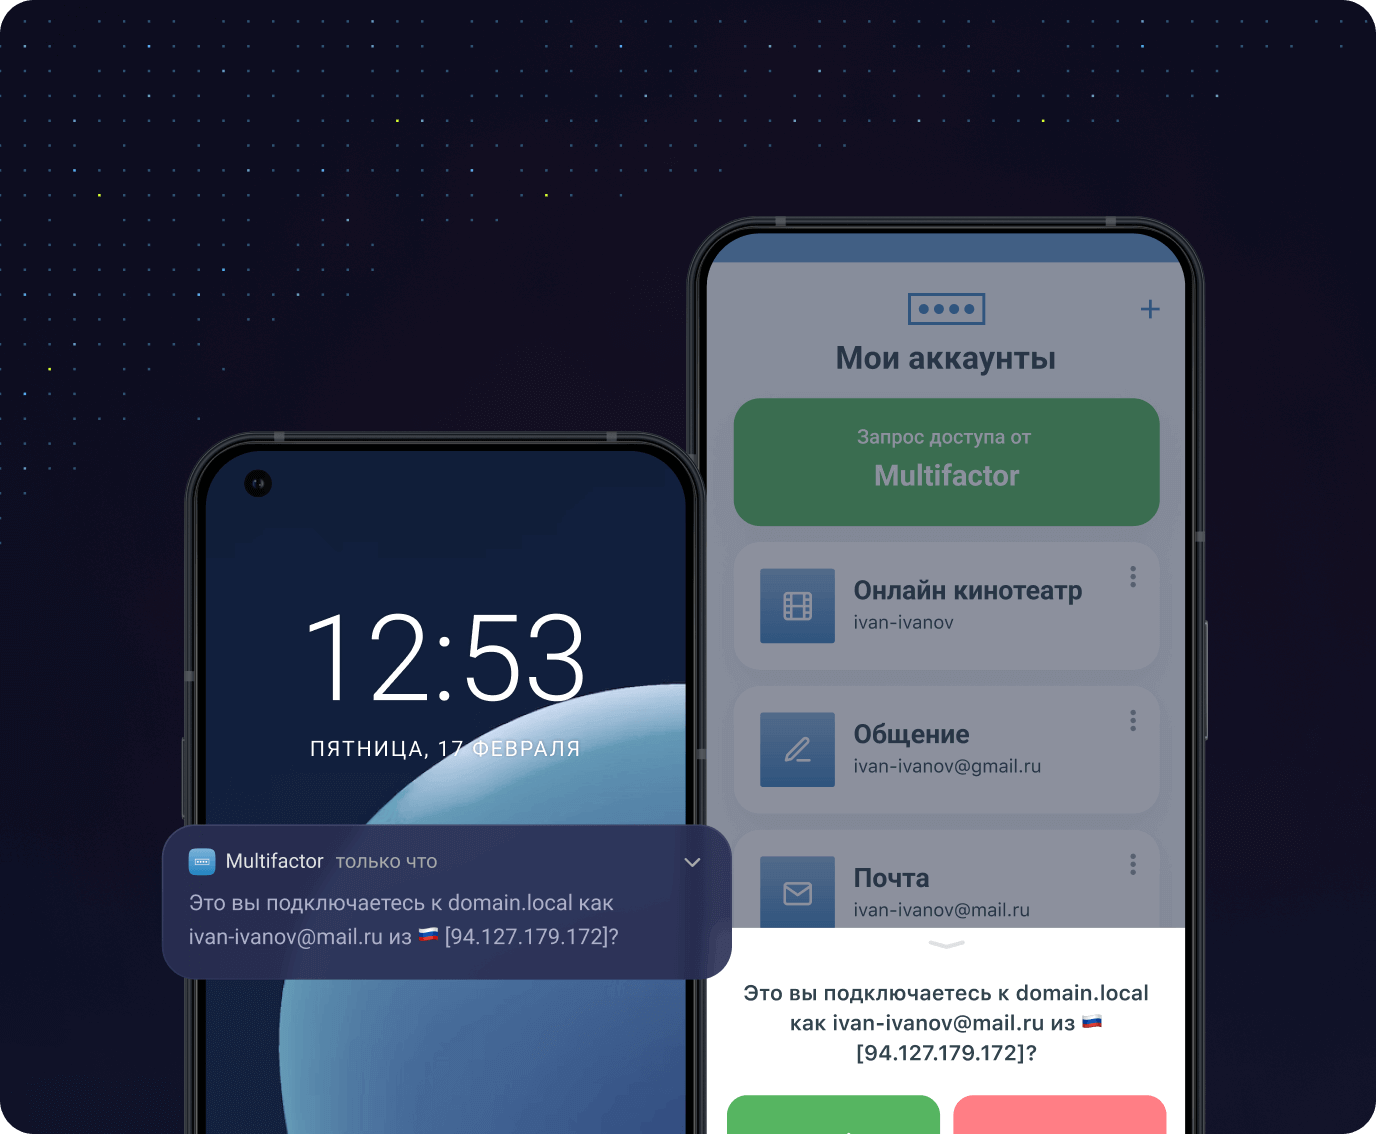 12:53
ПЯТНИЦА, 17 ФЕВРАЛЯ
Multifactor только что
Это вы подключаетесь к domain.local как
ivan-ivanov@mail.ru из 🇷🇺 [94.127.179.172]?
Мои аккаунты
Запрос доступа от
Multifactor
Онлайн кинотеатр
ivan-ivanov
Общение
ivan-ivanov@gmail.ru
Почта
ivan-ivanov@mail.ru
Это вы подключаетесь к domain.local
как ivan-ivanov@mail.ru из 🇷🇺
[94.127.179.172]?